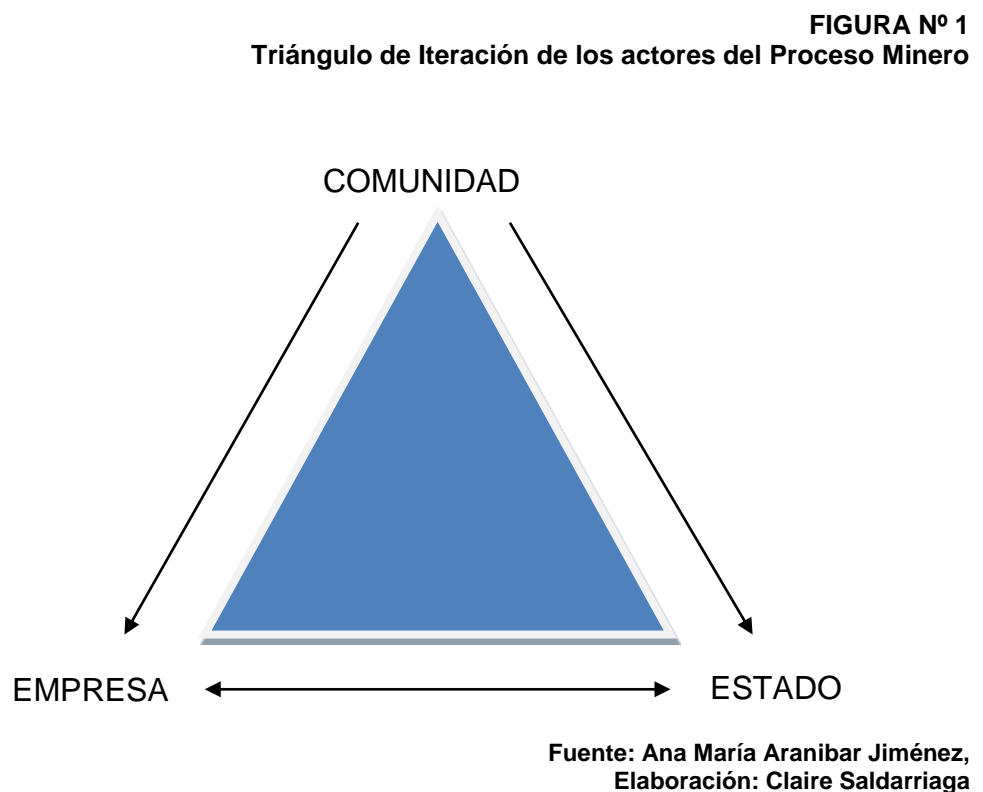 FIGURA Nº 1
Triángulo de Iteración de los actores del Proceso Minero
COMUNIDAD
EMPRESA
ESTADO
Fuente: Ana María Aranibar Jiménez,
Elaboración: Claire Saldarriaga